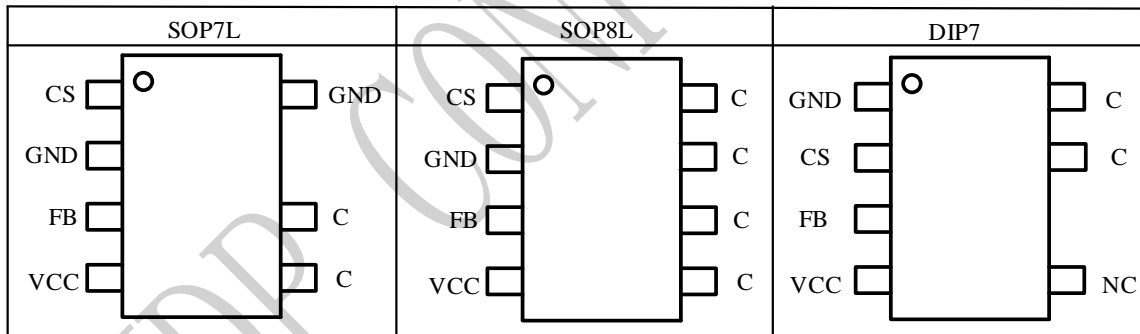 SOP7L SOP8L DIP7
CS GND CS C GND C
GND GND C CS C
FB C FB C FB
VCC C VCC C VCC NC